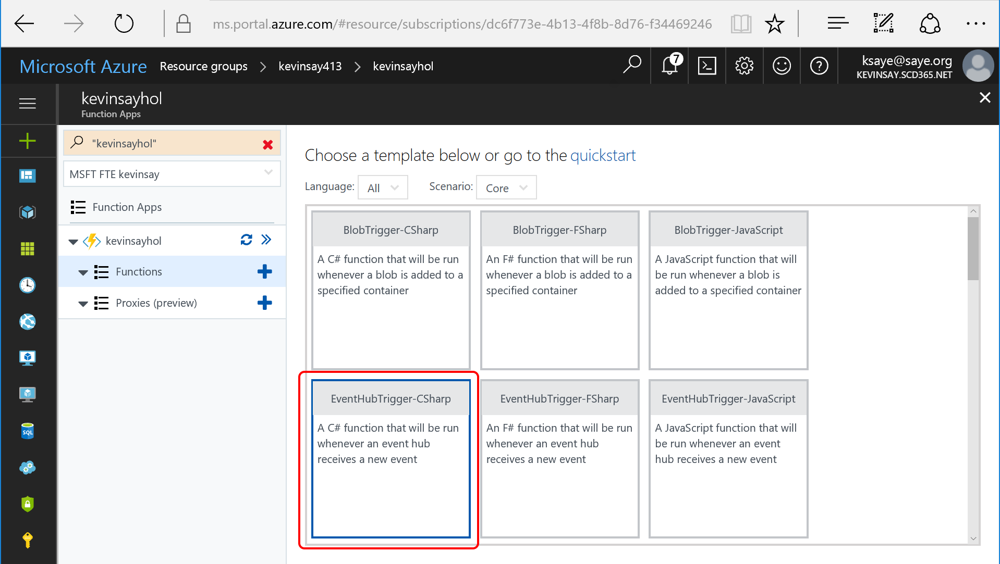 ms.portal.azure.com/#resource/subscriptions/dc6f773e-4b13-4f8b-8d76-f34469246
Microsoft Azure Resource groups > kevinsay413 > kevinsayhol
7
ksaye@saye.org
KEVINSAY.SCD365.NET
kevinsayhol
Function Apps
"kevinsayhol"
MSFT FTE kevinsay
Function Apps
kevinsayhol
Functions
Proxies (preview)
SQL
Choose a template below or go to the quickstart
Language: All Scenario: Core
BlobTrigger-CSharp
A C# function that will be run
whenever a blob is added to a
specified container
BlobTrigger-FSharp
An F# function that will be run
whenever a blob is added to a
specified container
BlobTrigger-JavaScript
A JavaScript function that will
be run whenever a blob is
added to a specified container
EventHubTrigger-CSharp
A C# function that will be run
whenever an event hub
receives a new event
EventHubTrigger-FSharp
An F# function that will be run
whenever an event hub
receives a new event
EventHubTrigger-JavaScript
A JavaScript function that will
be run whenever an event
hub receives a new event